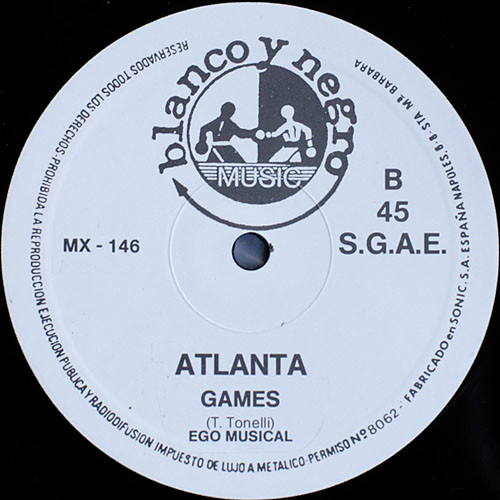 blanco y negro
MUSIC
B
45
S.G.A.E.
MX - 146
ATLANTA
GAMES
(T. Tonelli)
EGO MUSICAL
RESERVADOS TODOS LOS DERECHOS-PROHIBIDA LA REPRODUCCION EJECUCION PUBLICA Y RADIODIFUSION IMPUESTO DE LUJO A METALICO-PERMISO Nº 8062-FABRICADO en SONIC.S.A. ESPAÑA NAPOLES, 8-8-STA Mª BARBARA